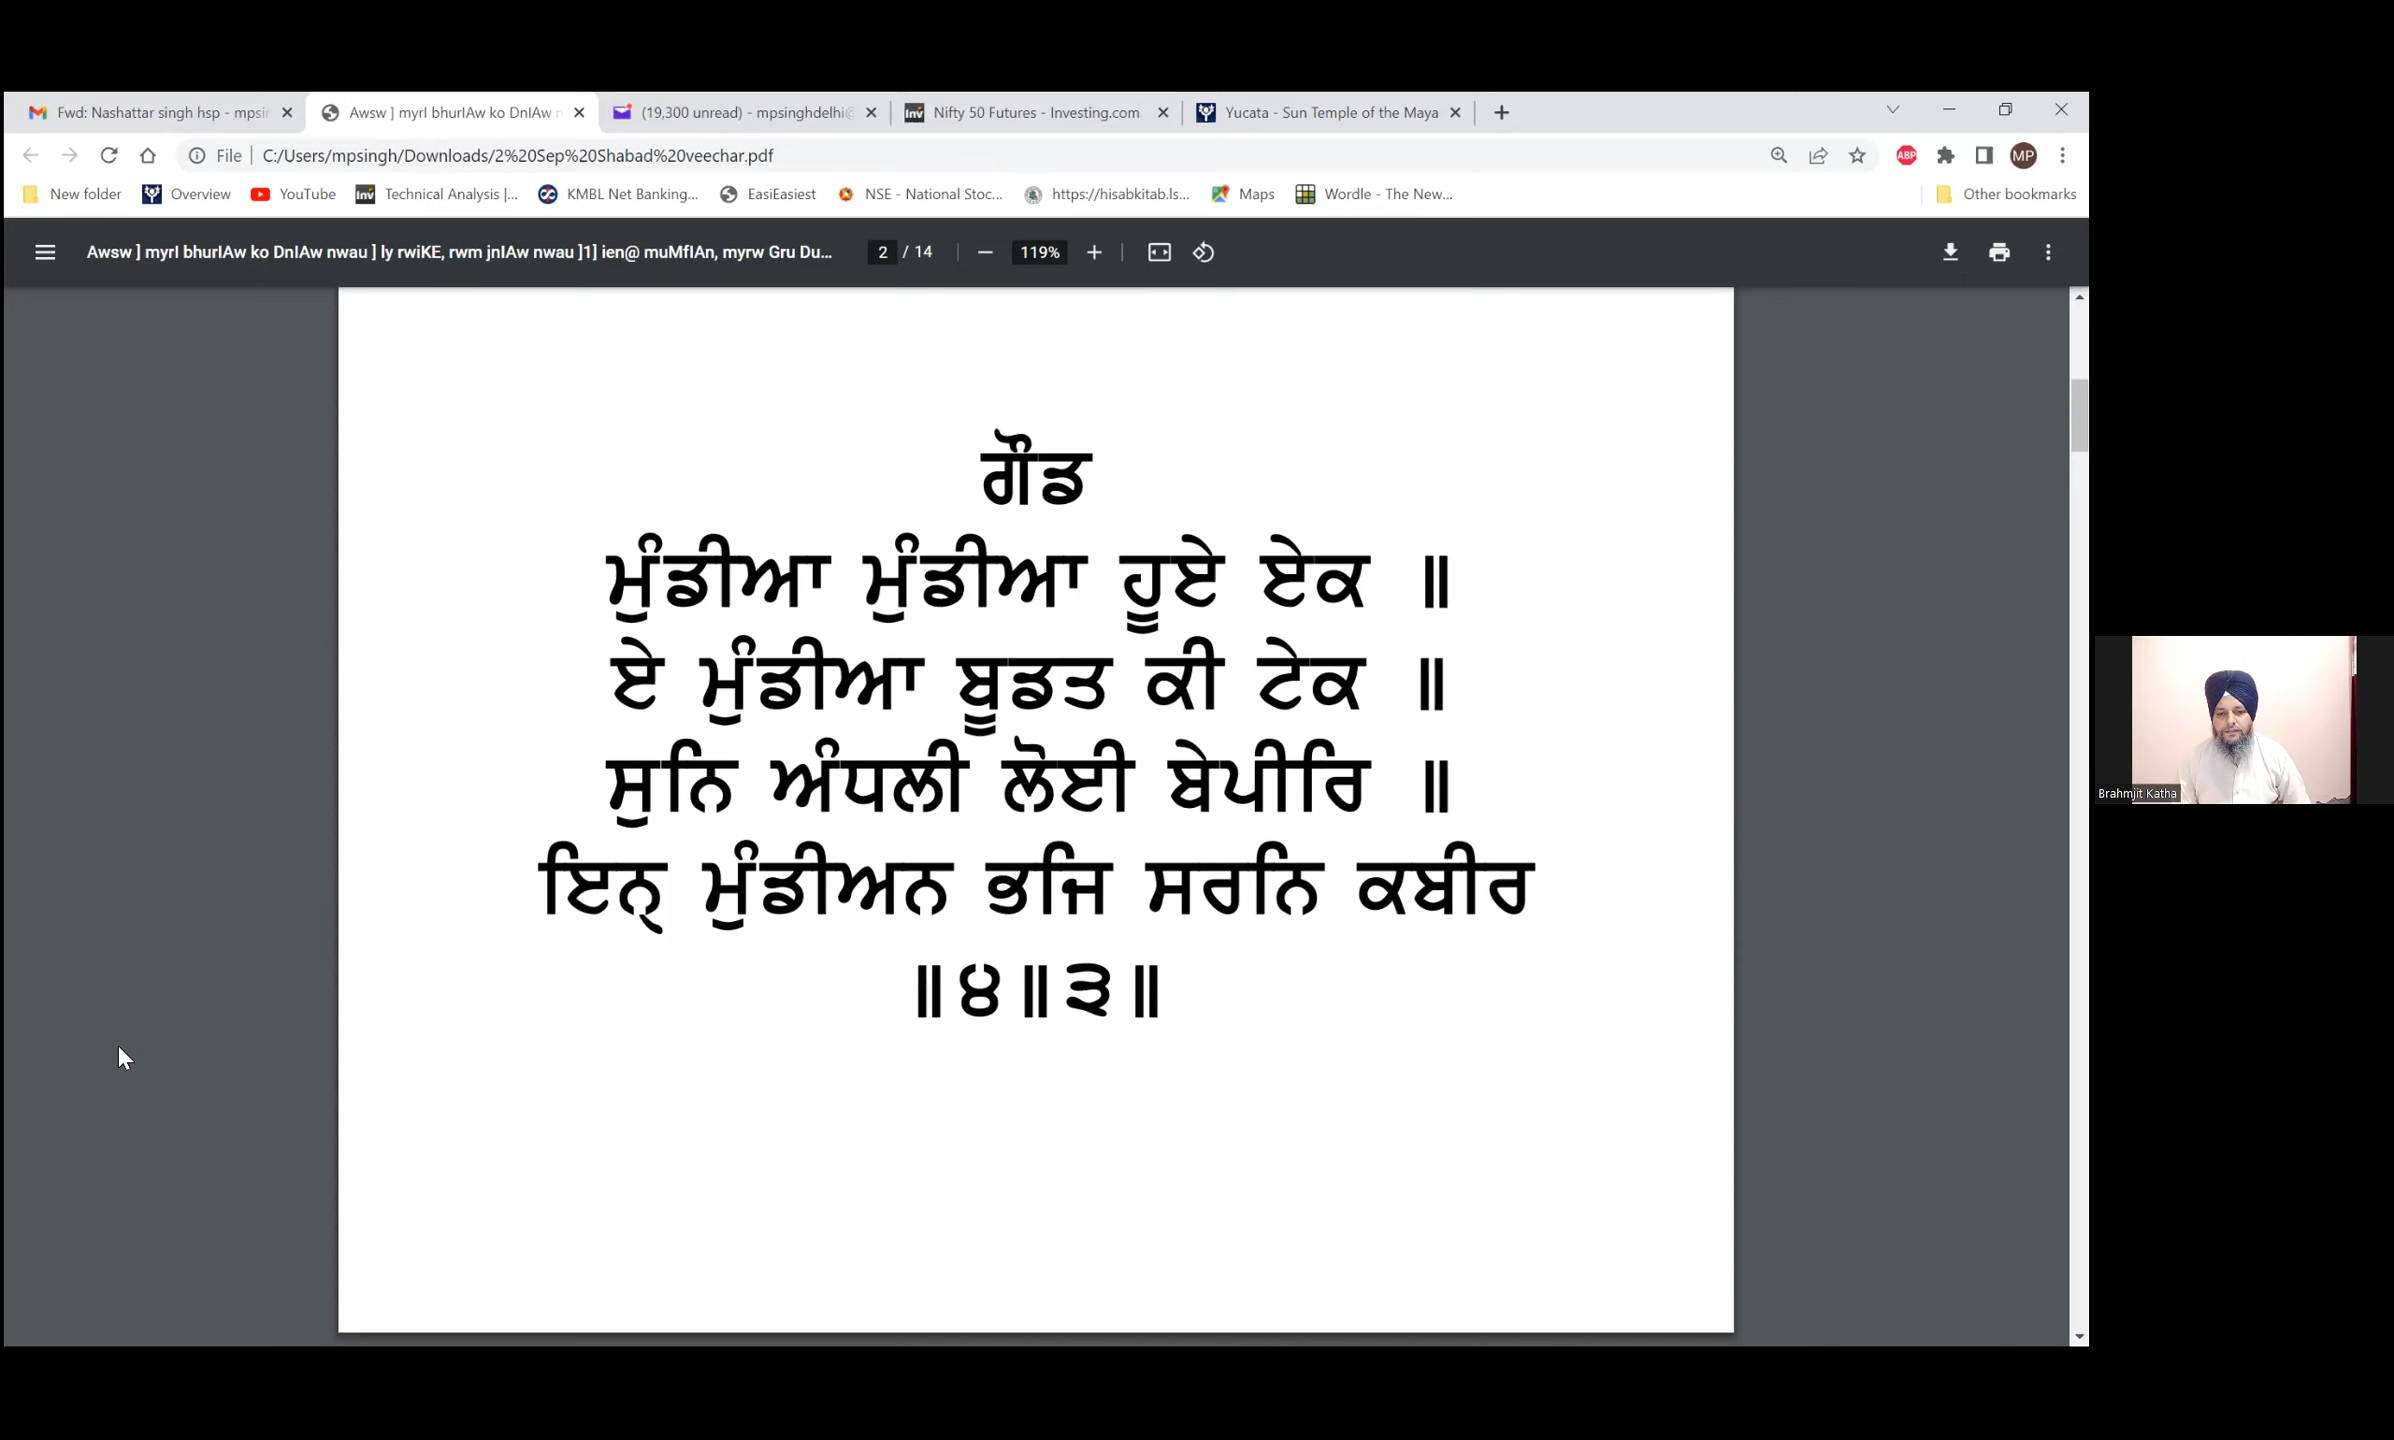 Fwd: Nashattar singh hsp - mpsin
Awsw ] myrI bhurIAw ko DnIAw n
(19,300 unread) - mpsinghdelhi@
Nifty 50 Futures - Investing.com
Yucata - Sun Temple of the Maya
File
C:/Users/mpsingh/Downloads/2%20Sep%20Shabad%20veechar.pdf
ABP
MP
New folder
Overview
YouTube
Inv
Technical Analysis |...
KMBL Net Banking...
EasiEasiest
NSE - National Stoc...
https://hisabkitab.ls...
Maps
Wordle - The New...
Other bookmarks
Awsw ] myrI bhurIAw ko DnIAw nwau ] ly rwiKE, rwm jnIAw nwau ]1] ien@ muMfIAn, myrw Gru Du...
2 / 14
119%
ਗੌਡ
ਮੁੰਡੀਆ ਮੁੰਡੀਆ ਹੂਏ ਏਕ ॥
ਏ ਮੁੰਡੀਆ ਬੂਡਤ ਕੀ ਟੇਕ ॥
ਸੁਨਿ ਅੰਧਲੀ ਲੋਈ ਬੇਪੀਰਿ ॥
ਇਨ੍ ਮੁੰਡੀਅਨ ਭਜਿ ਸਰਨਿ ਕਬੀਰ
॥੪॥੩॥
Brahmjit Katha